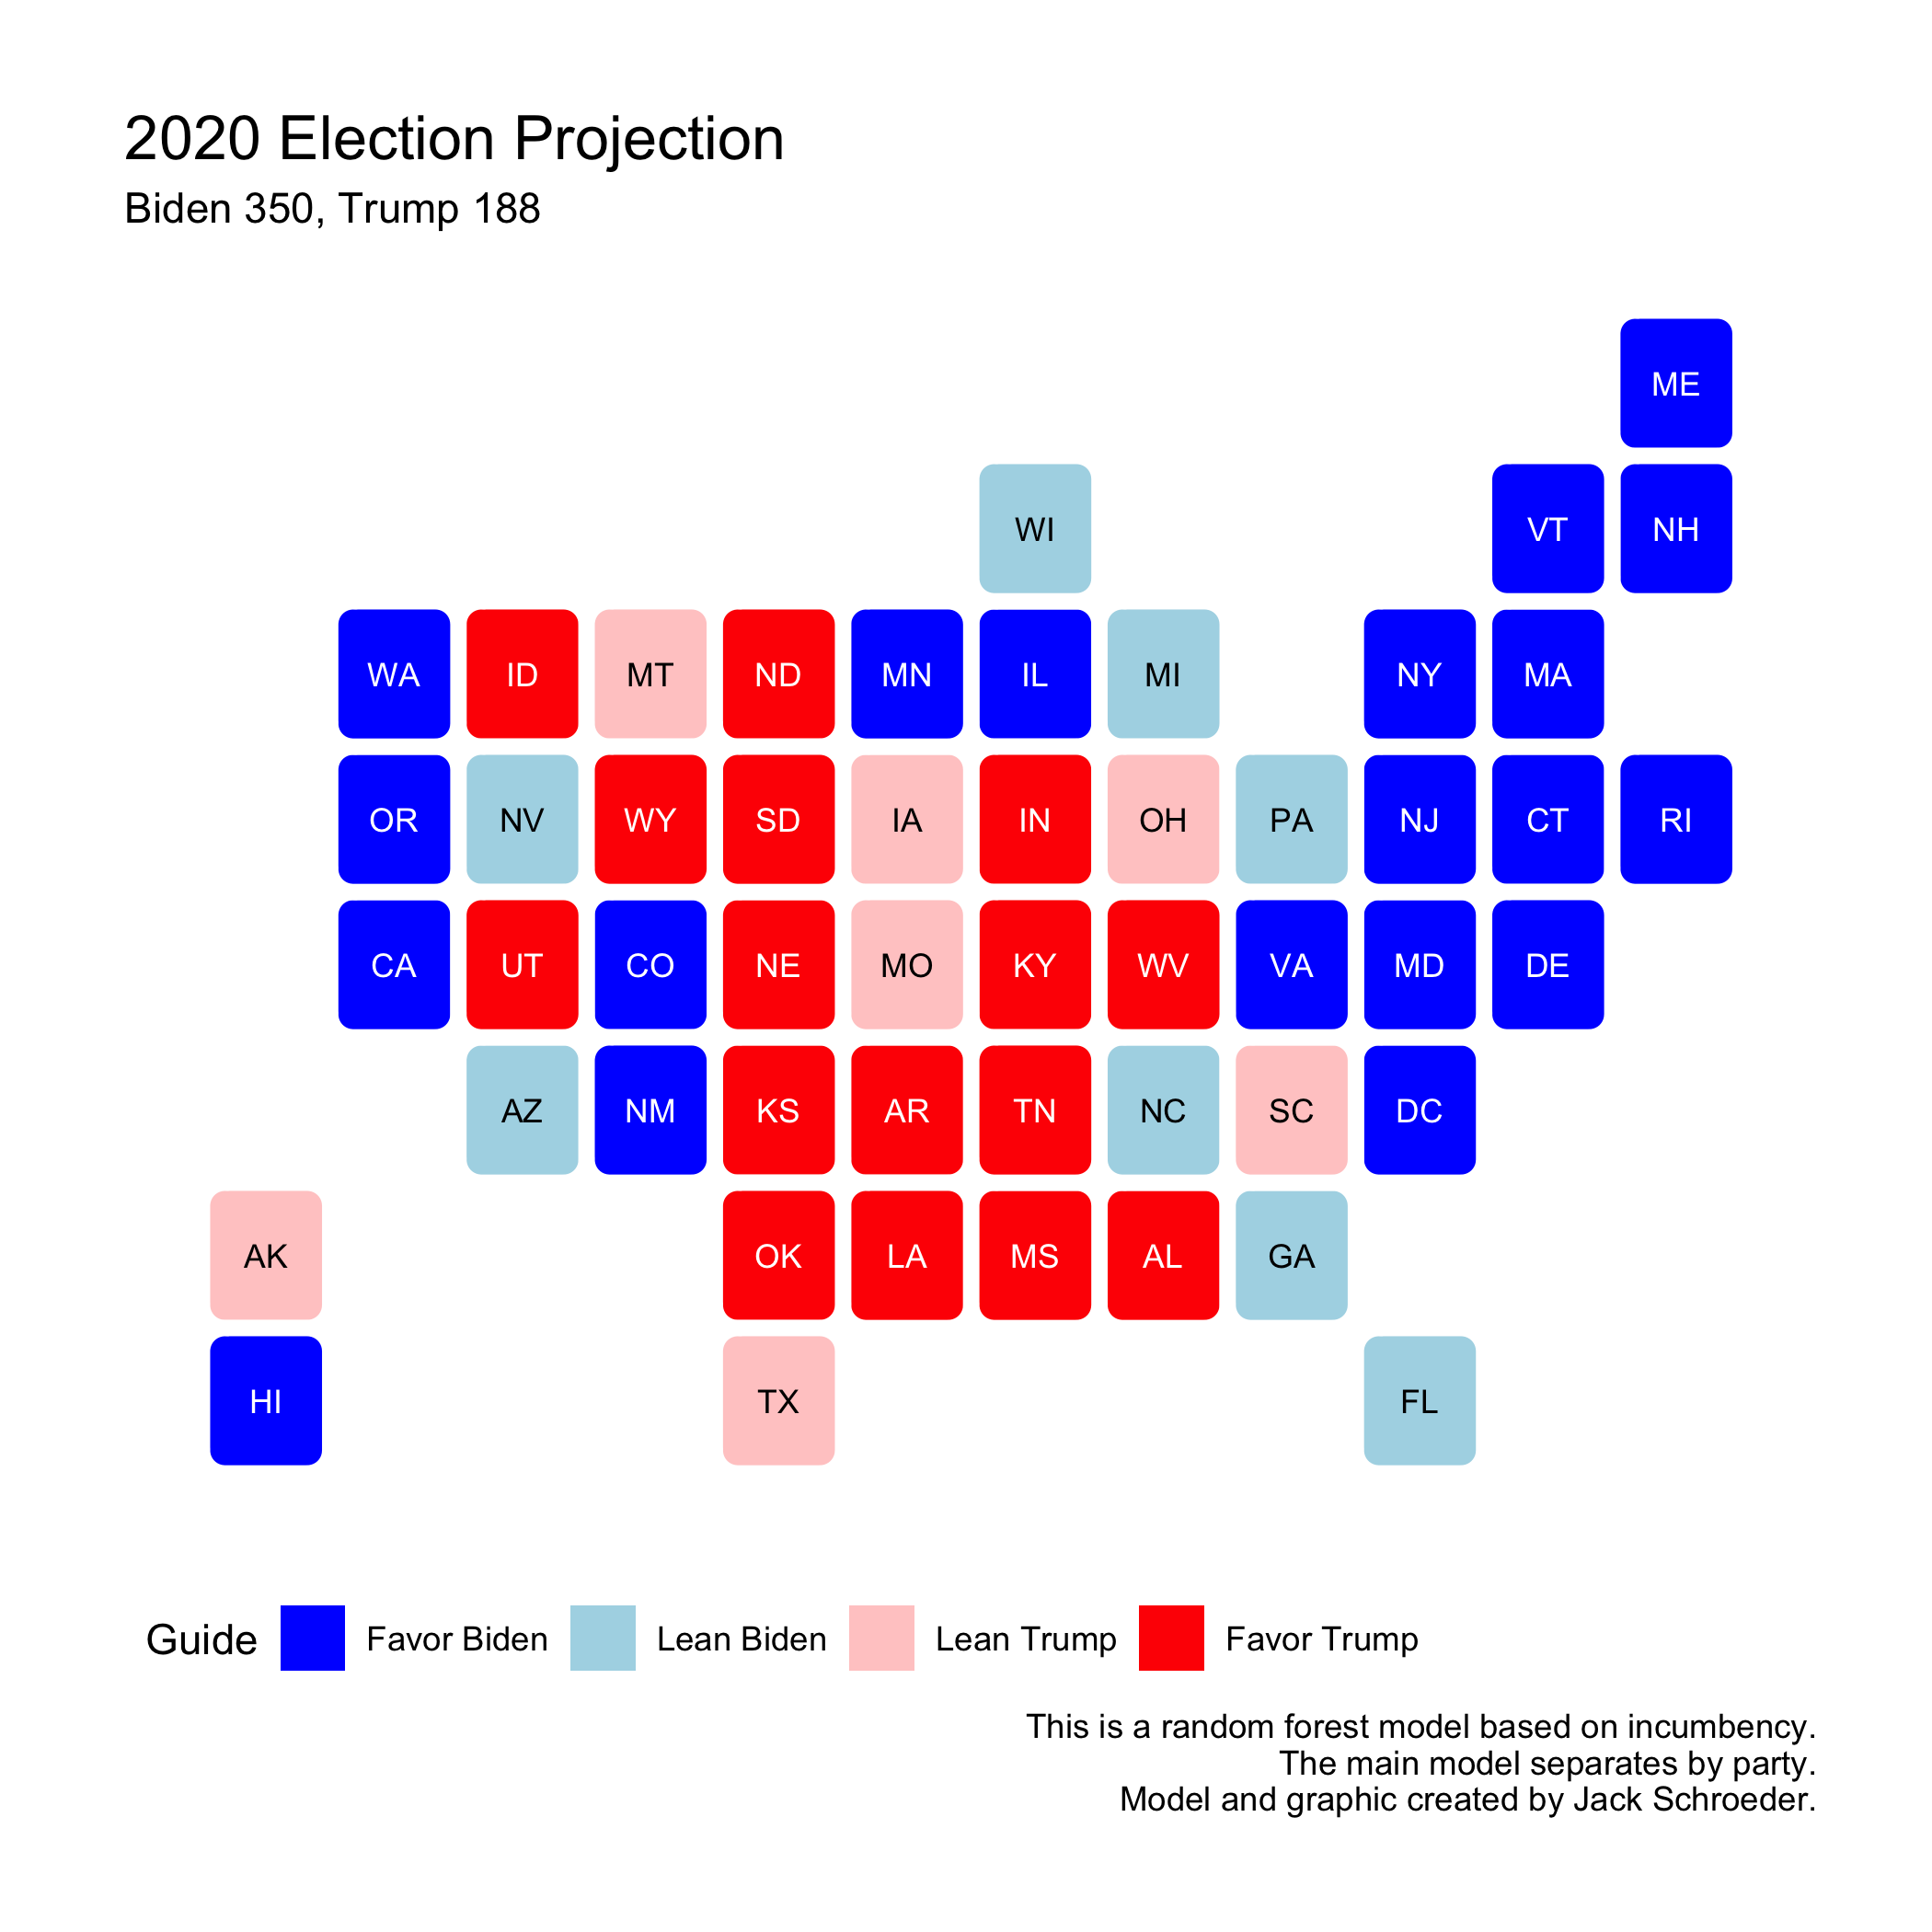 2020 Election Projection
Biden 350, Trump 188
ME
WI VT NH
WA ID MT ND MN IL MI NY MA
OR NV WY SD IA IN OH PA NJ CT RI
CA UT CO NE MO KY WV VA MD DE
AZ NM KS AR TN NC SC DC
AK OK LA MS AL GA
HI TX FL
Guide Favor Biden Lean Biden Lean Trump Favor Trump
This is a random forest model based on incumbency.
The main model separates by party.
Model and graphic created by Jack Schroeder.